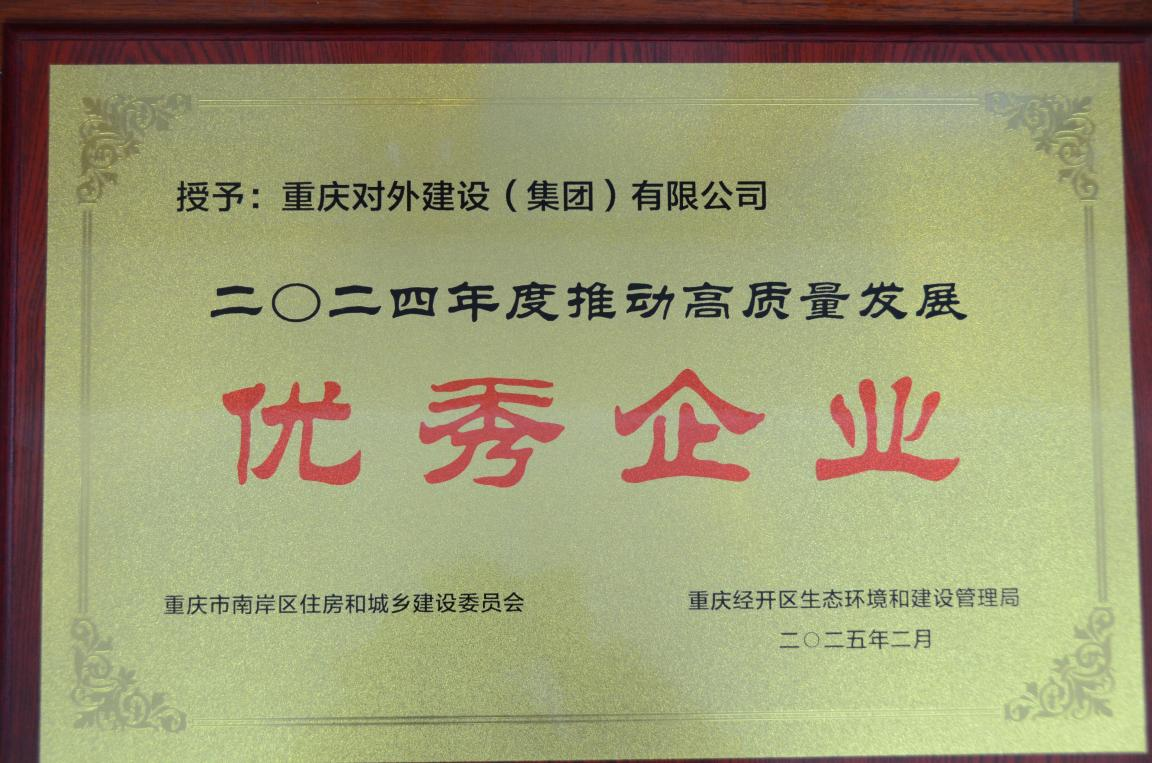 授予：重庆对外建设（集团）有限公司
二〇二四年度推动高质量发展
优秀企业
重庆市南岸区住房和城乡建设委员会
重庆经开区生态环境和建设管理局
二〇二五年二月